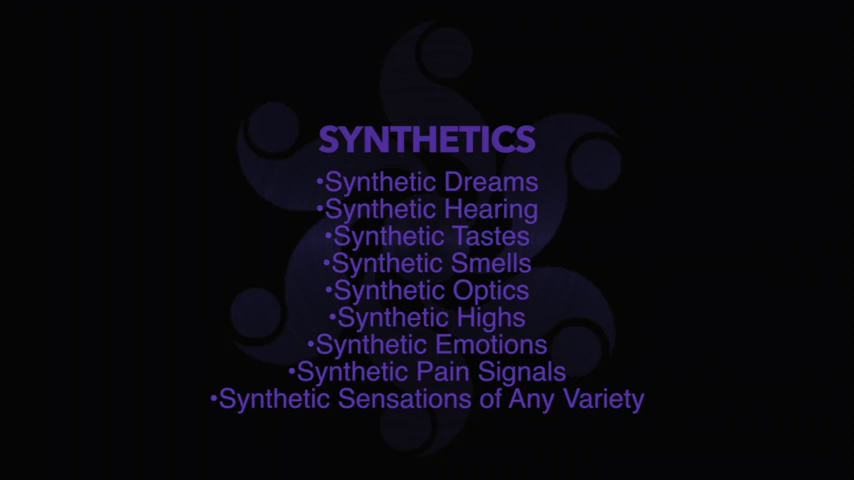 SYNTHETICS
•Synthetic Dreams
•Synthetic Hearing
•Synthetic Tastes
•Synthetic Smells
•Synthetic Optics
•Synthetic Highs
•Synthetic Emotions
•Synthetic Pain Signals
•Synthetic Sensations of Any Variety